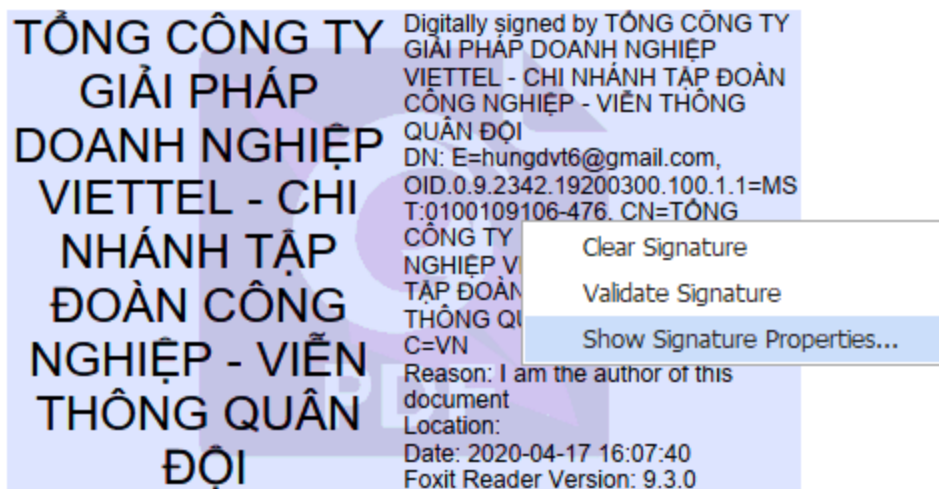 TỔNG CÔNG TY
GIẢI PHÁP
DOANH NGHIỆP
VIETTEL - CHI
NHÁNH TẬP
ĐOÀN CÔNG
NGHIỆP - VIỄN
THÔNG QUÂN
ĐỘI
Digitally signed by TỔNG CÔNG TY
GIẢI PHÁP DOANH NGHIỆP
VIETTEL - CHI NHÁNH TẬP ĐOÀN
CÔNG NGHIỆP - VIỄN THÔNG
QUÂN ĐỘI
DN: E=hungdvt6@gmail.com,
OID.0.9.2342.19200300.100.1.1=MS
T:0100109106-476, CN=TỔNG
CÔNG TY
NGHIỆP
TẬP ĐOÀN
THÔNG
C=VN
Reason: I am the author of this
document
Location:
Date: 2020-04-17 16:07:40
Foxit Reader Version: 9.3.0
Clear Signature
Validate Signature
Show Signature Properties...
PDF